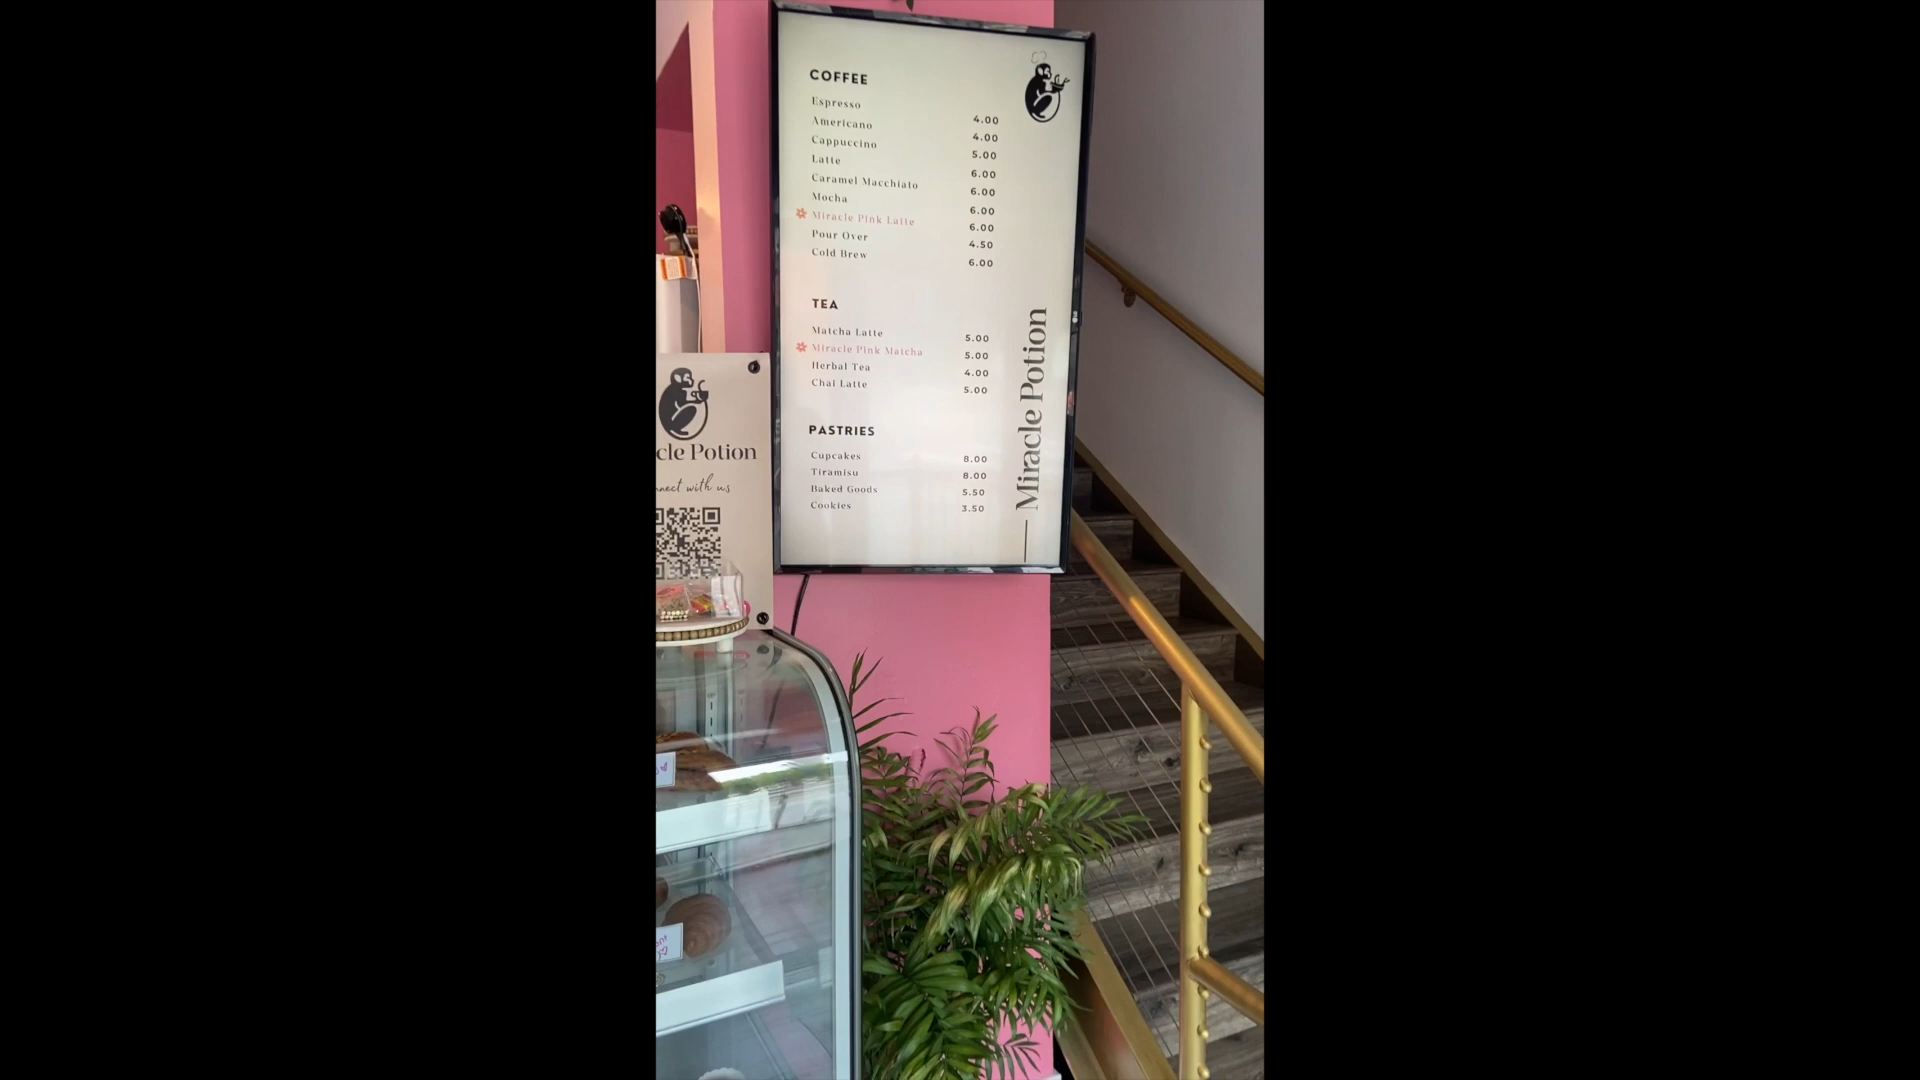 COFFEE
Espresso 4.00
Americano 4.00
Cappuccino 5.00
Latte 6.00
Caramel Macchiato 6.00
Mocha 6.00
Miracle Pink Latte 6.00
Pour Over 4.50
Cold Brew 6.00
TEA
Matcha Latte 5.00
Miracle Pink Matcha 5.00
Herbal Tea 4.00
Chai Latte 5.00
PASTRIES
Cupcakes 8.00
Tiramisu 8.00
Baked Goods 5.50
Cookies 3.50
Miracle Potion
cle Potion
nect with us